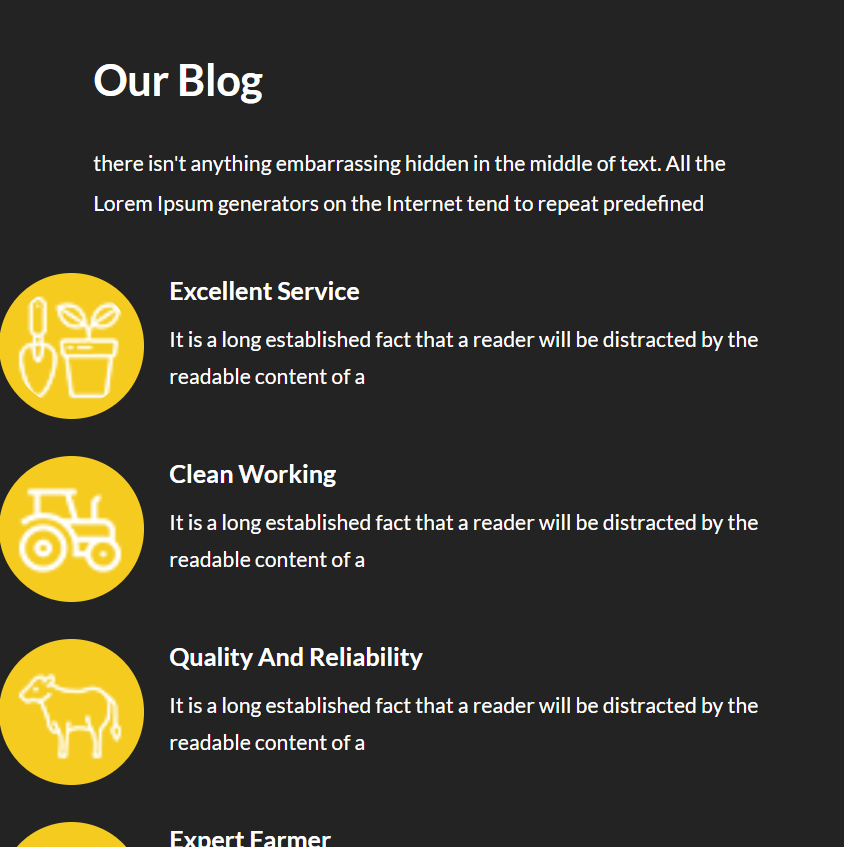 Our Blog
there isn't anything embarrassing hidden in the middle of text. All the
Lorem Ipsum generators on the Internet tend to repeat predefined
Excellent Service
It is a long established fact that a reader will be distracted by the
readable content of a
Clean Working
It is a long established fact that a reader will be distracted by the
readable content of a
Quality And Reliability
It is a long established fact that a reader will be distracted by the
readable content of a
Expert Farmer